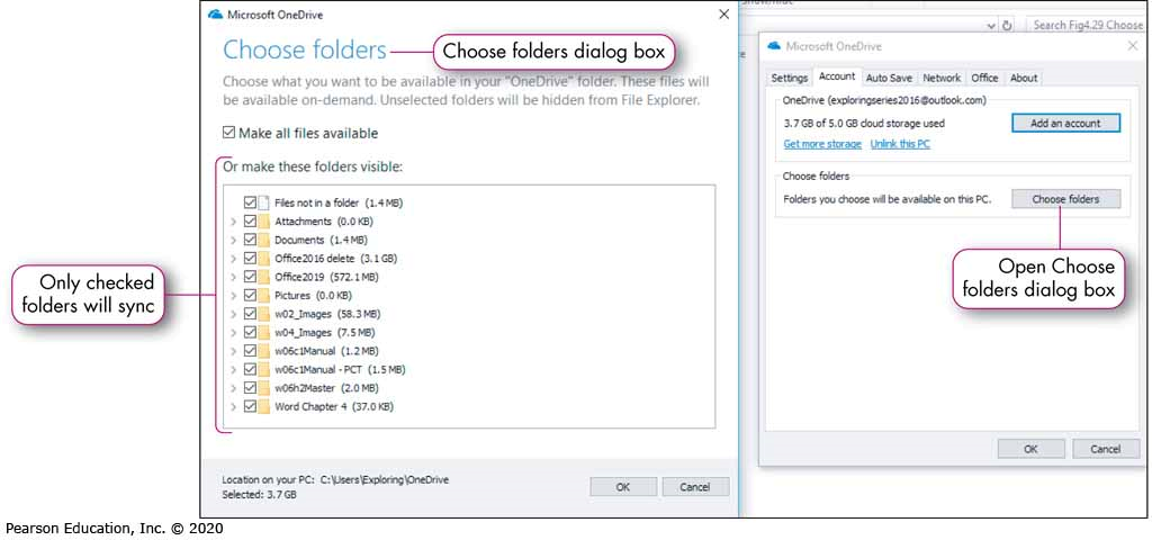 Microsoft OneDrive
Choose folders
Choose folders dialog box
Choose what you want to be available in your "OneDrive" folder. These files will
be available on-demand. Unselected folders will be hidden from File Explorer.
Make all files available
Or make these folders visible:
Files not in a folder (1.4 MB)
Attachments (0.0 KB)
Documents (1.4 MB)
Office2016 delete (3.1 GB)
Office2019 (572.1 MB)
Pictures (0.0 KB)
w02_Images (58.3 MB)
w04_Images (7.5 MB)
w06c1Manual (1.2 MB)
w06c1Manual - PCT (1.5 MB)
w06h2Master (2.0 MB)
Word Chapter 4 (37.0 KB)
Only checked
folders will sync
Location on your PC: C:\Users\Exploring\OneDrive
Selected: 3.7 GB
OK
Cancel
Search Fig4.29 Choose
Microsoft OneDrive
Settings Account Auto Save Network Office About
OneDrive (exploringseries2016@outlook.com)
3.7 GB of 5.0 GB cloud storage used
Add an account
Get more storage Unlink this PC
Choose folders
Folders you choose will be available on this PC.
Choose folders
Open Choose
folders dialog box
OK
Cancel
Pearson Education, Inc. © 2020